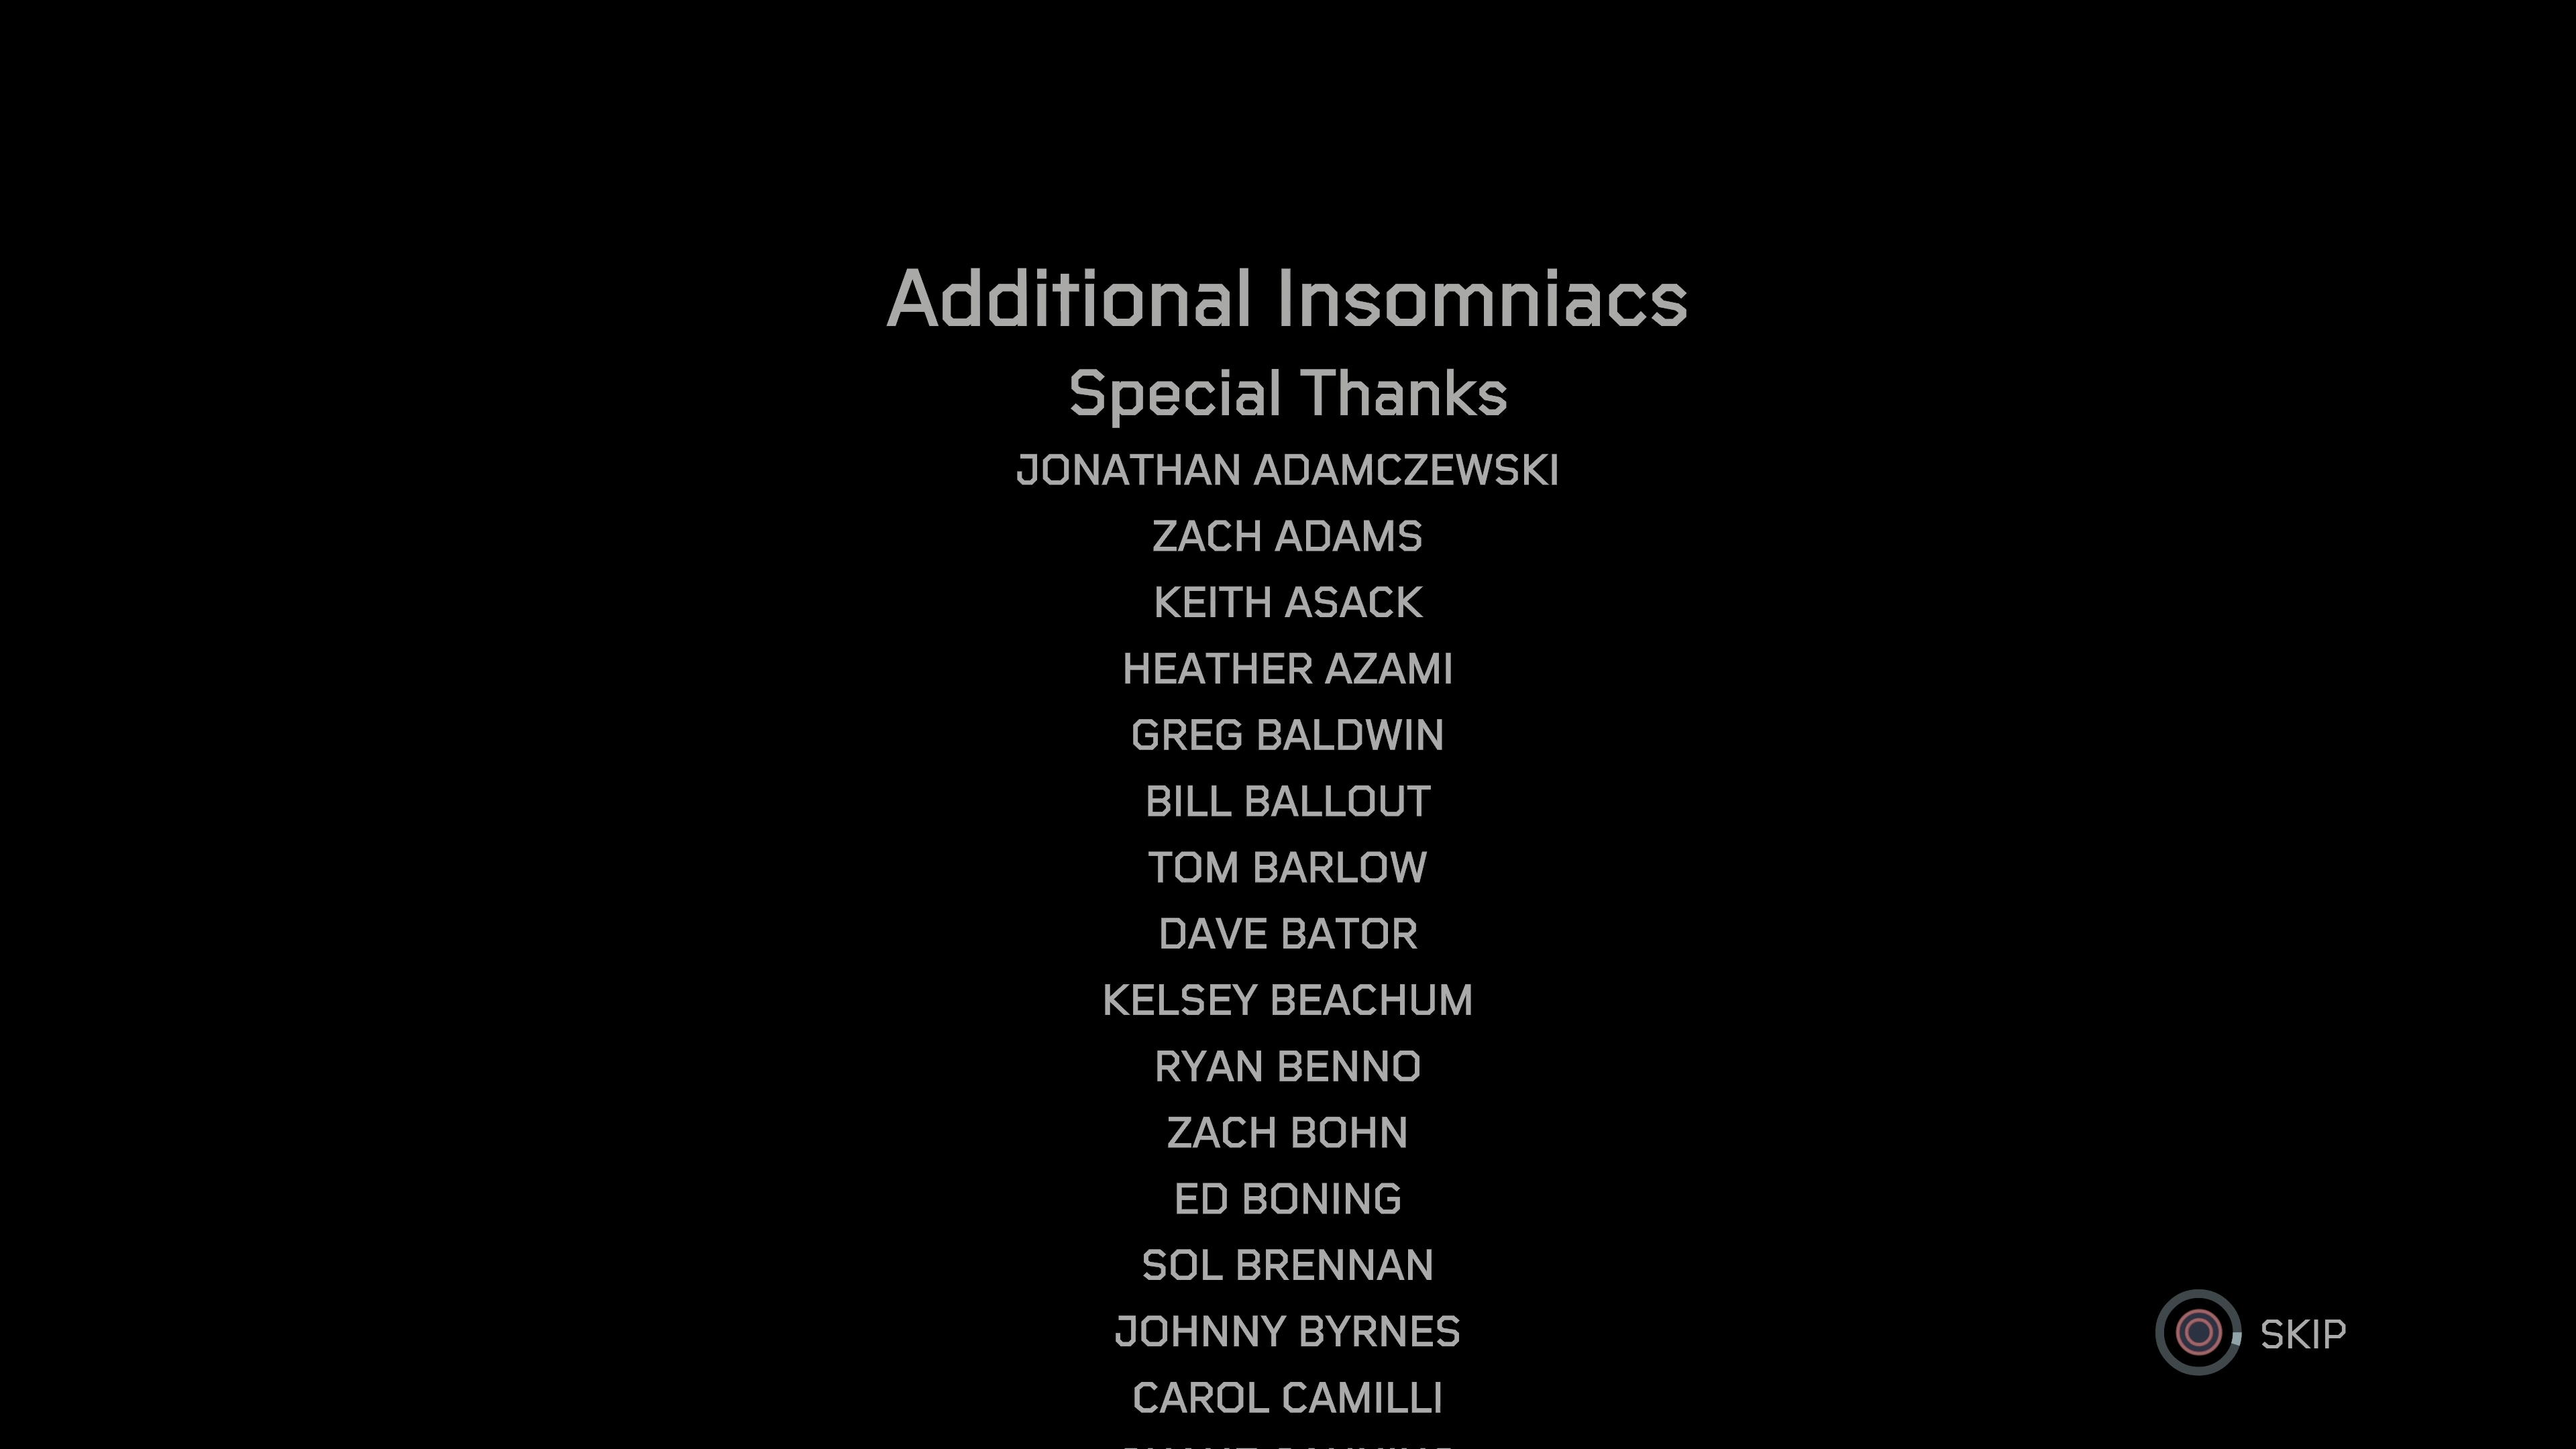 Additional Insomniacs
Special Thanks
JONATHAN ADAMCZEWSKI
ZACH ADAMS
KEITH ASACK
HEATHER AZAMI
GREG BALDWIN
BILL BALLOUT
TOM BARLOW
DAVE BATOR
KELSEY BEACHUM
RYAN BENNO
ZACH BOHN
ED BONING
SOL BRENNAN
JOHNNY BYRNES
SKIP
CAROL CAMILLI